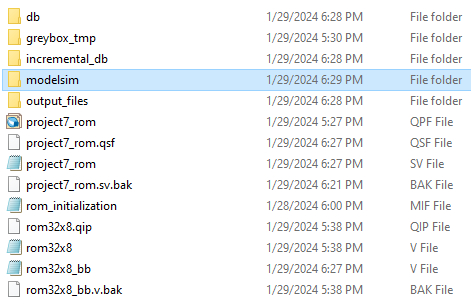 db 1/29/2024 6:28 PM File folder
greybox_tmp 1/29/2024 6:27 PM File folder
incremental_db 1/29/2024 6:28 PM File folder
modelsim 1/29/2024 6:29 PM File folder
output_files 1/29/2024 6:28 PM File folder
project7_rom 1/29/2024 5:27 PM QPF File
project7_rom.qsf 1/29/2024 6:27 PM QSF File
project7_rom 1/29/2024 6:27 PM SV File
project7_rom.sv.bak 1/29/2024 6:21 PM BAK File
rom_initialization 1/28/2024 6:00 PM MIF File
rom32x8.qip 1/29/2024 5:38 PM QIP File
rom32x8 1/29/2024 5:38 PM V File
rom32x8_bb 1/29/2024 6:27 PM V File
rom32x8_bb.v.bak 1/29/2024 5:38 PM BAK File